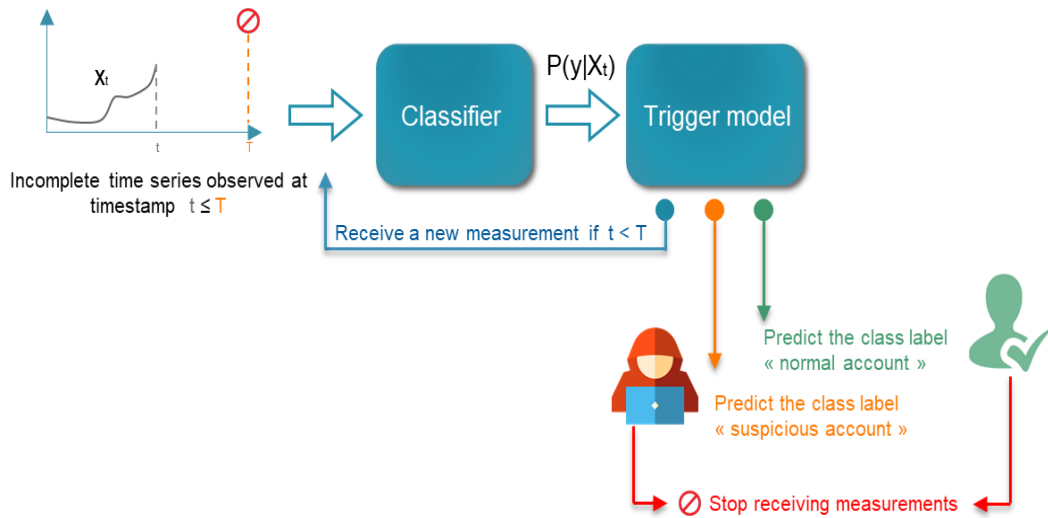 Xt
t
T
Incomplete time series observed at
timestamp t ≤ T
Classifier
P(y|Xt)
Trigger model
Receive a new measurement if t < T
Predict the class label
« normal account »
Predict the class label
« suspicious account »
Stop receiving measurements